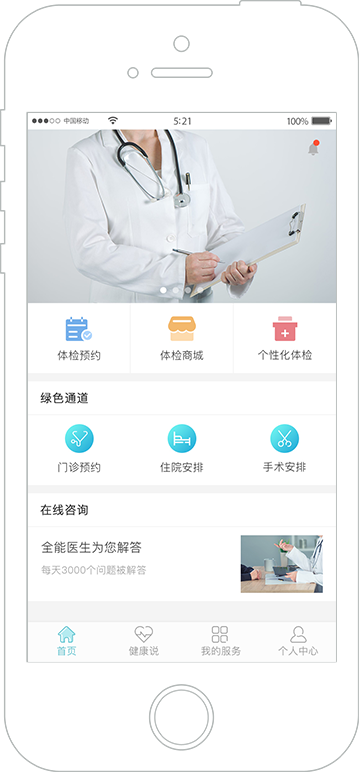 中国移动 5:21 100%
体检预约 体检商城 个性化体检
绿色通道
门诊预约 住院安排 手术安排
在线咨询
全能医生为您解答
每天3000个问题被解答
首页 健康说 我的服务 个人中心